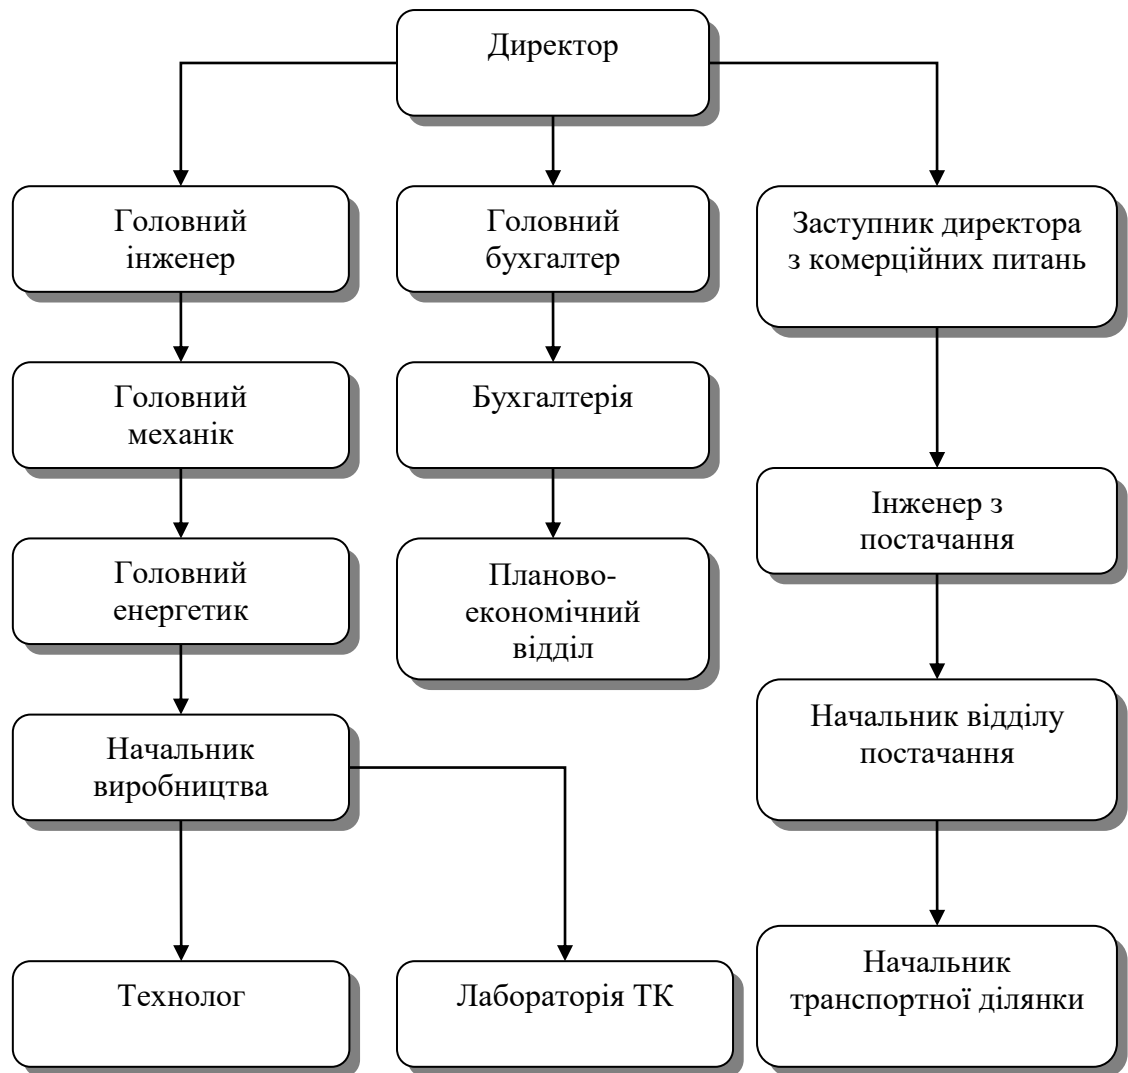 Директор
Головний
інженер
Головний
бухгалтер
Заступник директора
з комерційних питань
Головний
механік
Бухгалтерія
Інженер з
постачання
Головний
енергетик
Планово-
економічний
відділ
Начальник
виробництва
Начальник відділу
постачання
Технолог
Лабораторія ТК
Начальник
транспортної ділянки